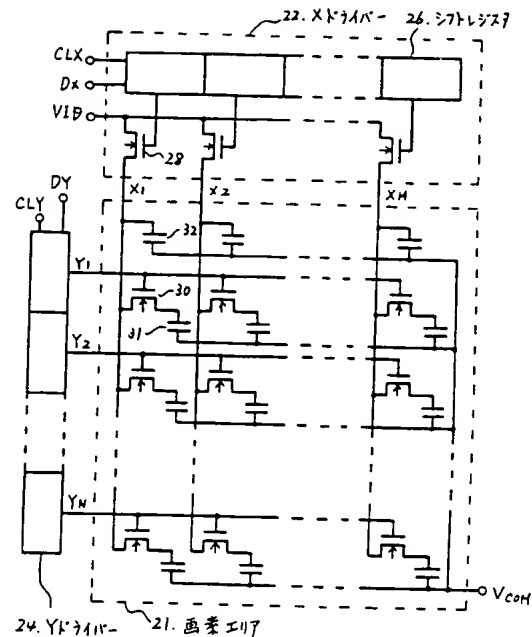 22. Xドライバー
26. シフトレジスタ
CLX
DX
VID
28
X1
X2
XM
DY
CLY
32
Y1
30
31
Y2
YN
VCOM
24. Yドライバー
21. 画素エリア